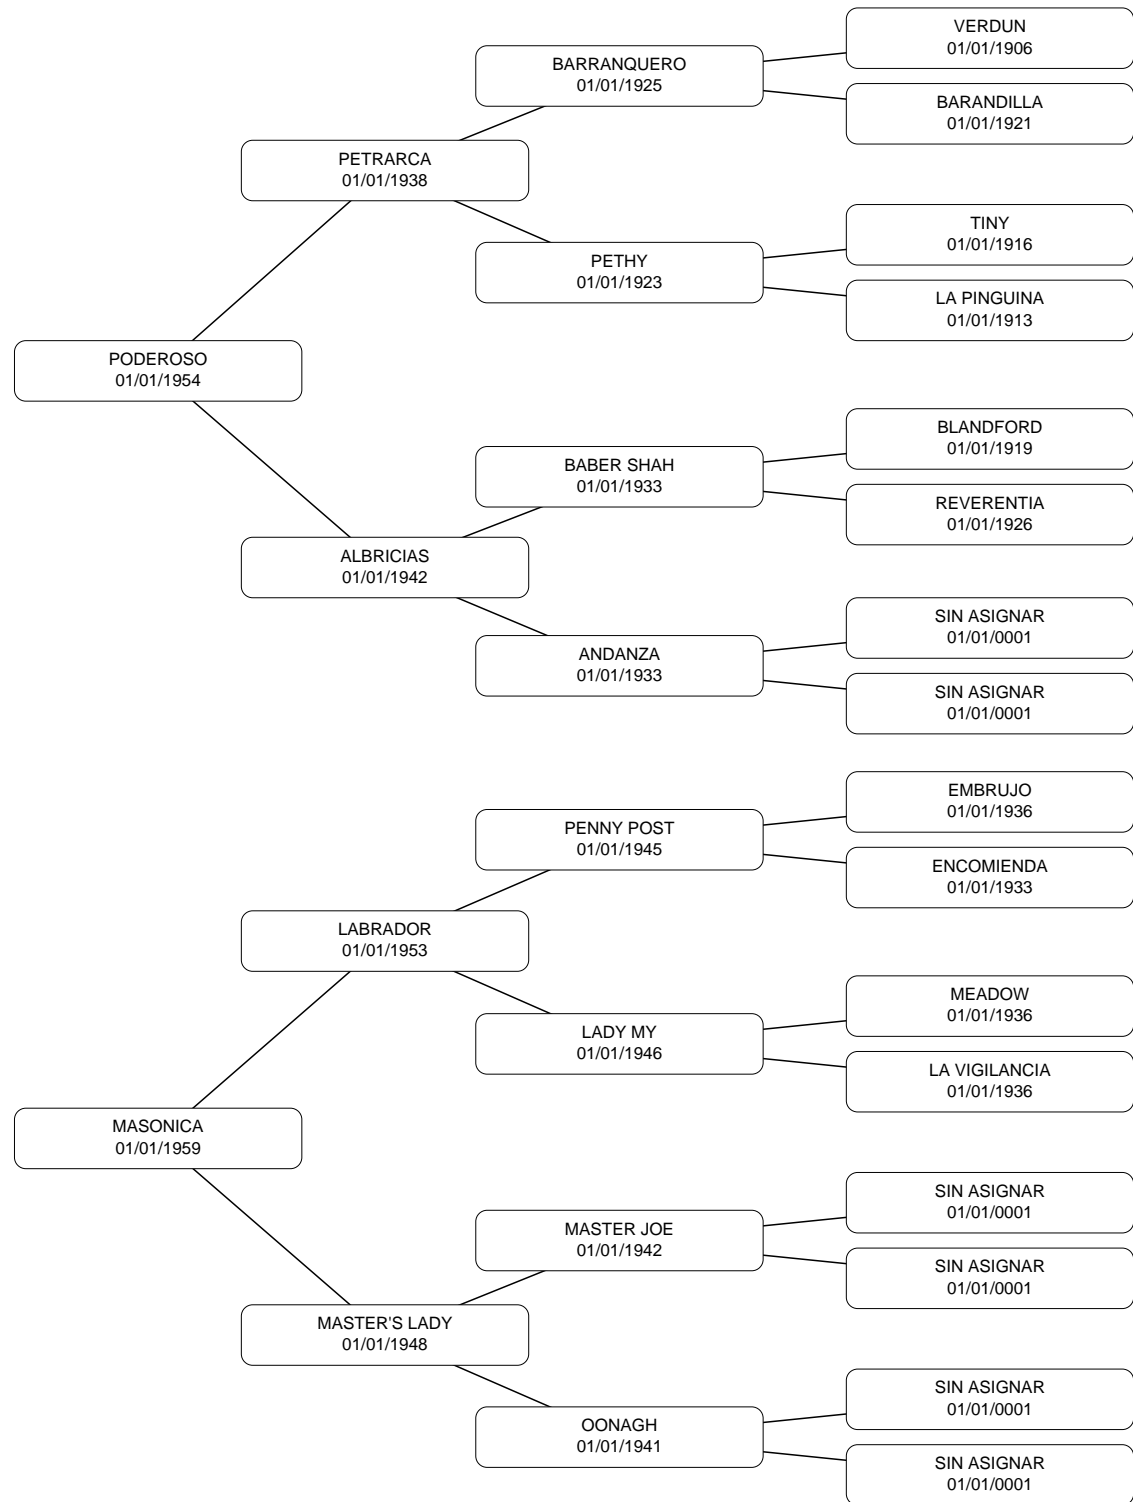 VERDUN
01/01/1906
BARRANQUERO
01/01/1925
BARANDILLA
01/01/1921
PETRARCA
01/01/1938
TINY
01/01/1916
PETHY
01/01/1923
LA PINGUINA
01/01/1913
PODEROSO
01/01/1954
BLANDFORD
01/01/1919
BABER SHAH
01/01/1933
REVERENTIA
01/01/1926
ALBRICIAS
01/01/1942
SIN ASIGNAR
01/01/0001
ANDANZA
01/01/1933
SIN ASIGNAR
01/01/0001
EMBRUJO
01/01/1936
PENNY POST
01/01/1945
ENCOMIENDA
01/01/1933
LABRADOR
01/01/1953
MEADOW
01/01/1936
LADY MY
01/01/1946
LA VIGILANCIA
01/01/1936
MASONICA
01/01/1959
SIN ASIGNAR
01/01/0001
MASTER JOE
01/01/1942
SIN ASIGNAR
01/01/0001
MASTER'S LADY
01/01/1948
SIN ASIGNAR
01/01/0001
OONAGH
01/01/1941
SIN ASIGNAR
01/01/0001